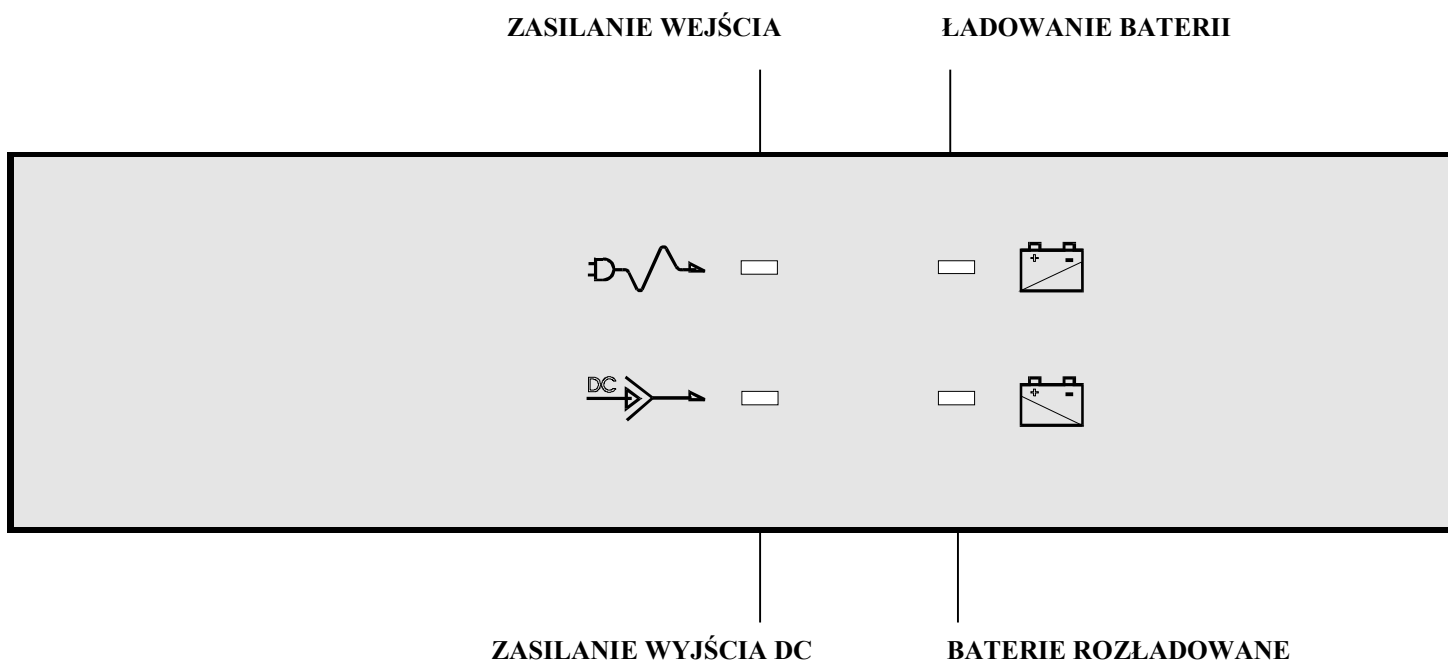 ZASILANIE WEJŚCIA ŁADOWANIE BATERII
+ -
DC
+ -
ZASILANIE WYJŚCIA DC BATERIE ROZŁADOWANE